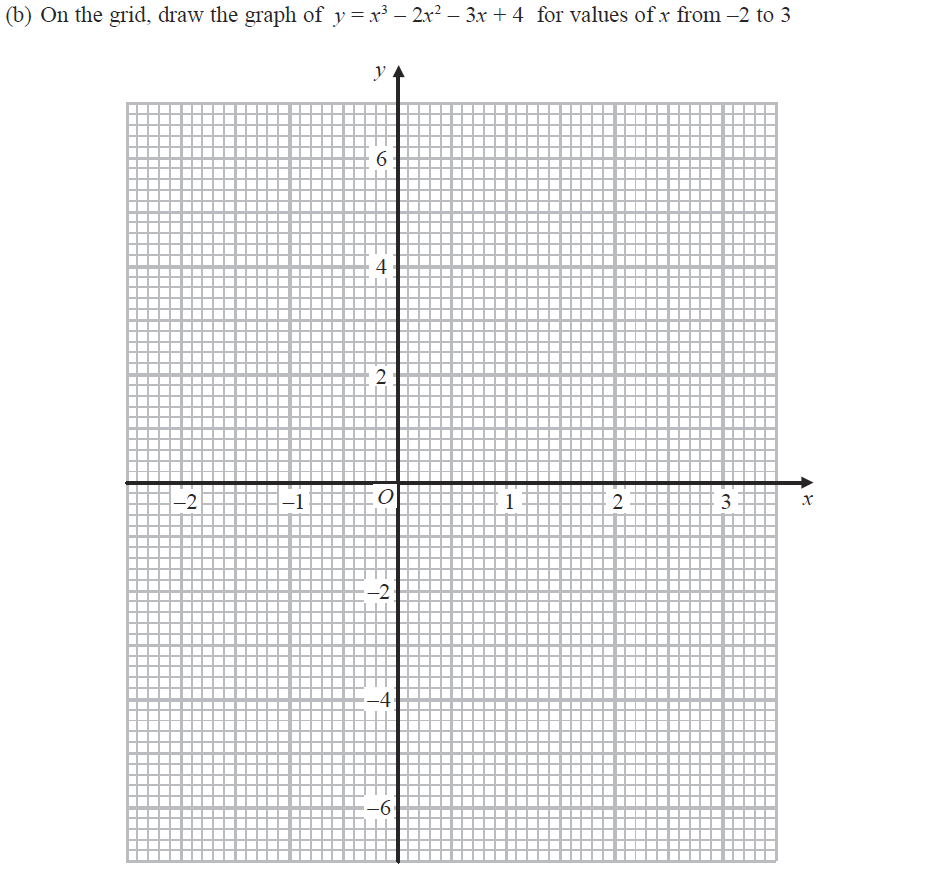 (b) On the grid, draw the graph of y = x³ – 2x² – 3x + 4 for values of x from –2 to 3
y
6
4
2
–2 –1 O 1 2 3 x
–2
–4
–6